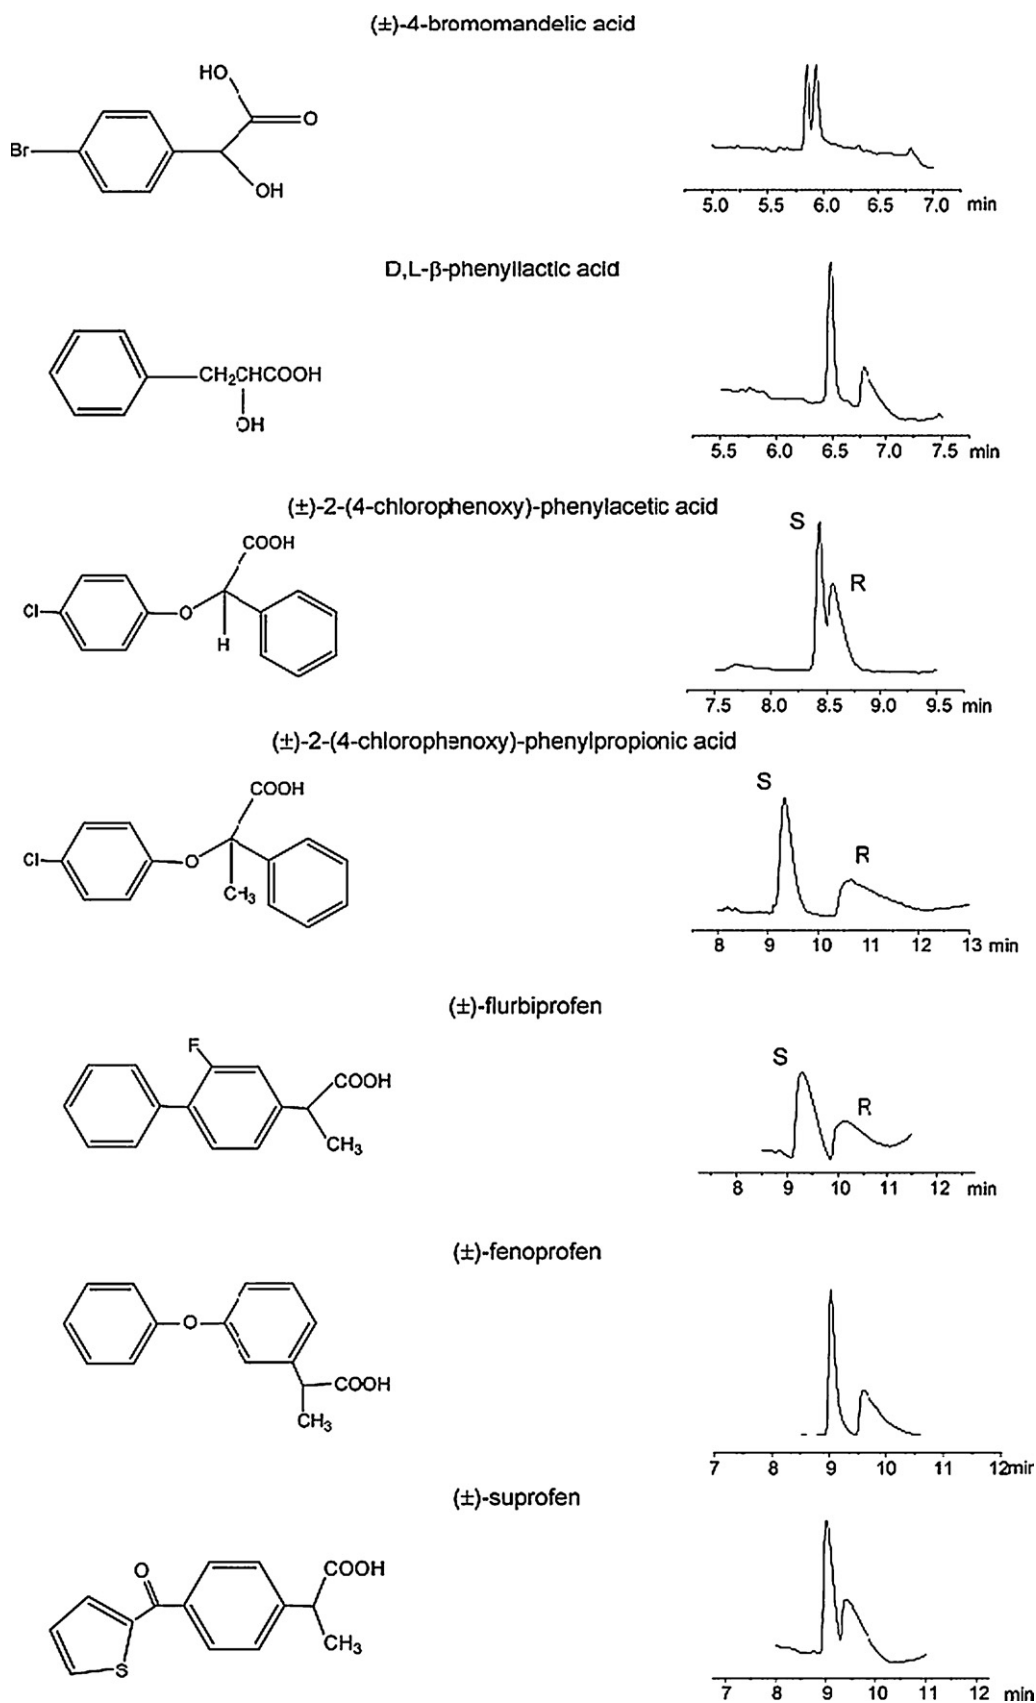 (±)-4-bromomandelic acid
HO
O
Br
OH
5.0 5.5 6.0 6.5 7.0 min
D,L-β-phenyllactic acid
CH2CHCOOH
OH
5.5 6.0 6.5 7.0 7.5 min
(±)-2-(4-chlorophenoxy)-phenylacetic acid
COOH
S
Cl
O
R
H
7.5 8.0 8.5 9.0 9.5 min
(±)-2-(4-chlorophenoxy)-phenylpropionic acid
COOH
S
Cl
O
R
CH3
8 9 10 11 12 13 min
(±)-flurbiprofen
F
S
COOH
R
CH3
8 9 10 11 12 min
(±)-fenoprofen
O
COOH
CH3
7 8 9 10 11 12min
(±)-suprofen
O
COOH
CH3
S
7 8 9 10 11 12 min